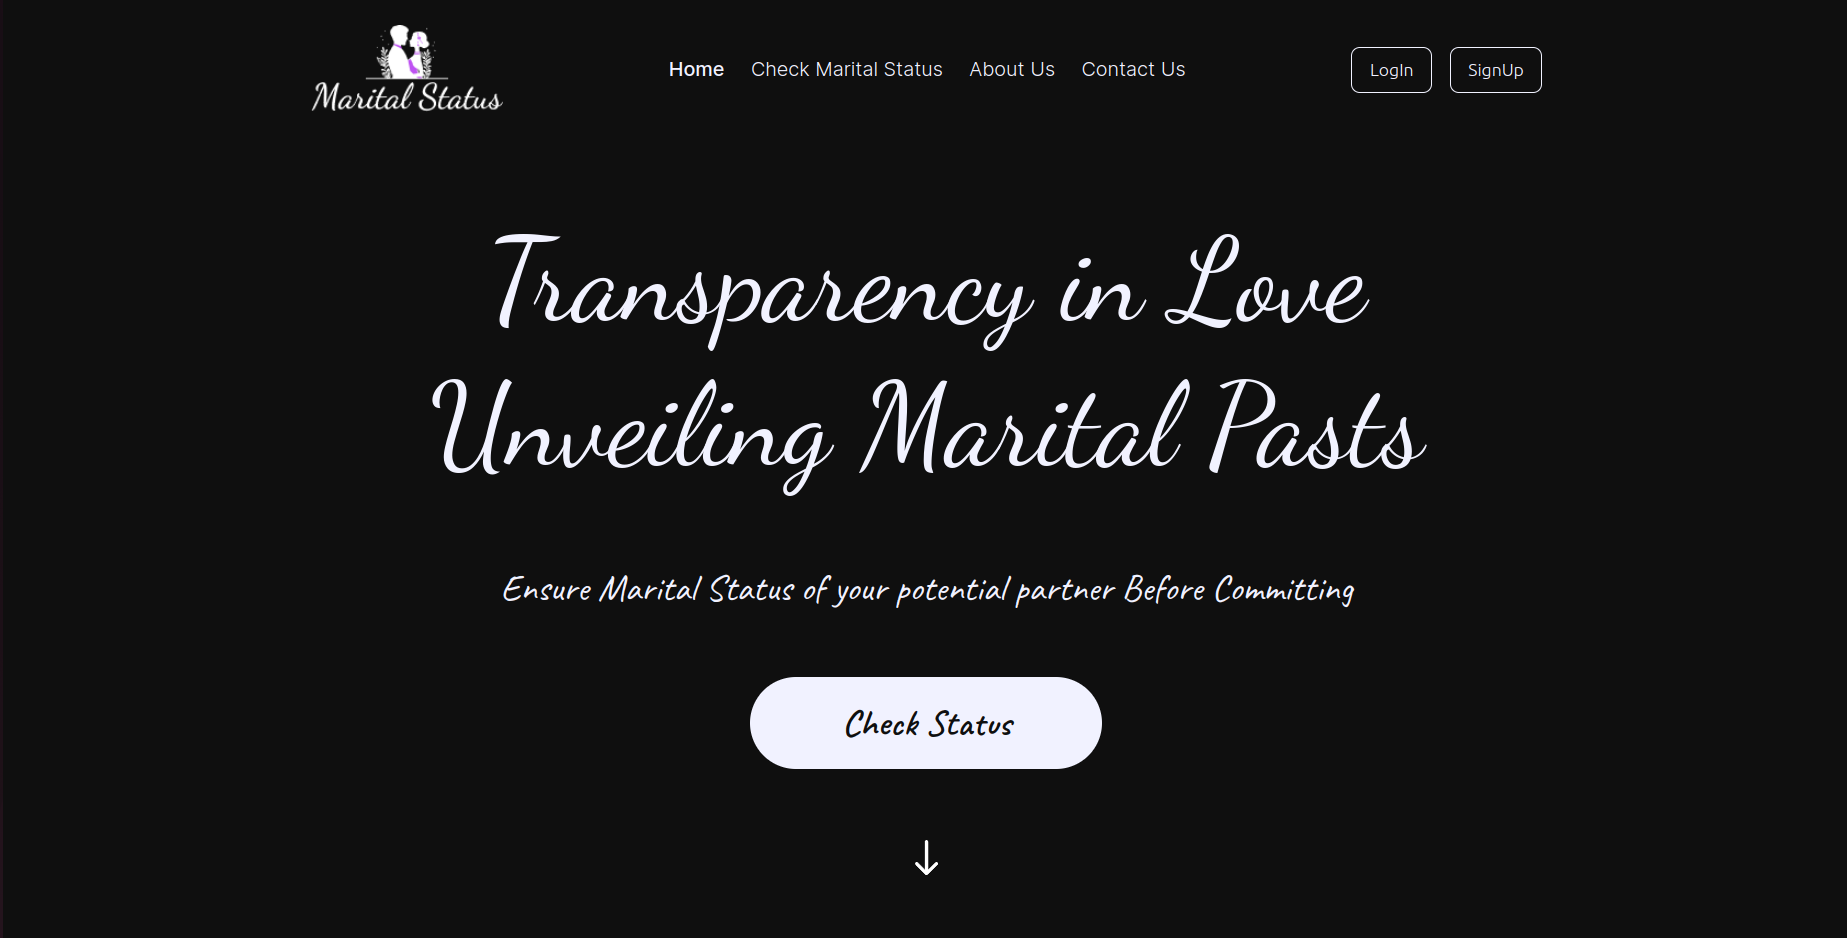 Marital Status
Home Check Marital Status About Us Contact Us
LogIn SignUp
Transparency in Love
Unveiling Marital Pasts
Ensure Marital Status of your potential partner Before Committing
Check Status